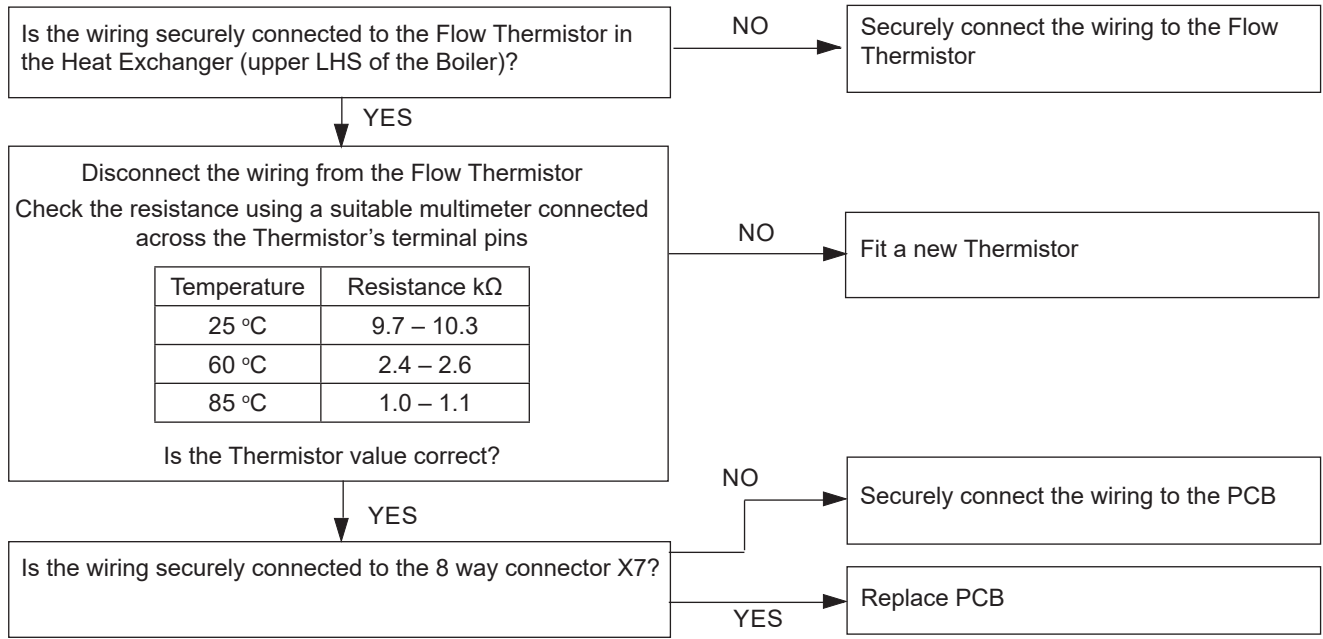 Is the wiring securely connected to the Flow Thermistor in
the Heat Exchanger (upper LHS of the Boiler)?
NO
Securely connect the wiring to the Flow
Thermistor
YES
Disconnect the wiring from the Flow Thermistor
Check the resistance using a suitable multimeter connected
across the Thermistor’s terminal pins
Temperature Resistance kΩ
25 ºC 9.7 – 10.3
60 ºC 2.4 – 2.6
85 ºC 1.0 – 1.1
Is the Thermistor value correct?
NO
Fit a new Thermistor
YES
Is the wiring securely connected to the 8 way connector X7?
NO
Securely connect the wiring to the PCB
YES
Replace PCB